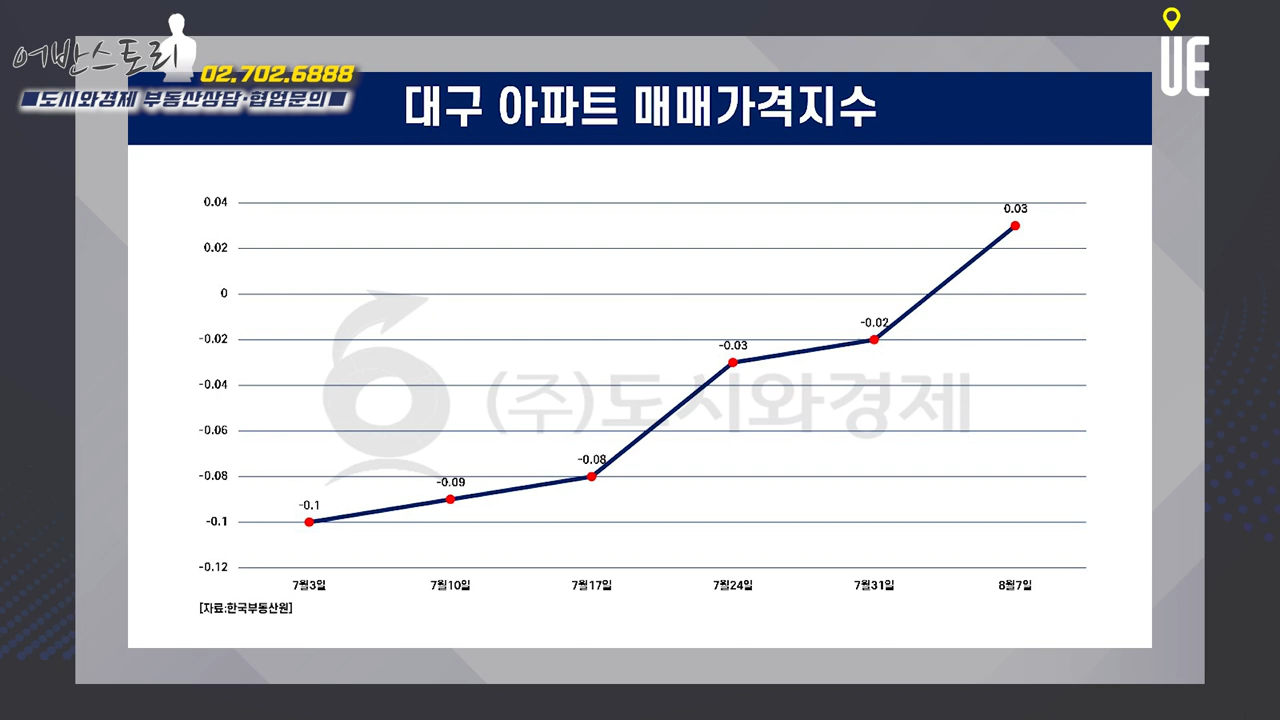 어반스토리
02.702.6888
■도시와경제 부동산상담·협업문의■
UE
대구 아파트 매매가격지수
0.04
0.02
0
-0.02
-0.04
-0.06
-0.08
-0.1
-0.12
-0.1
-0.09
-0.08
-0.03
-0.02
0.03
(주)도시와경제
7월3일 7월10일 7월17일 7월24일 7월31일 8월7일
[자료:한국부동산원]